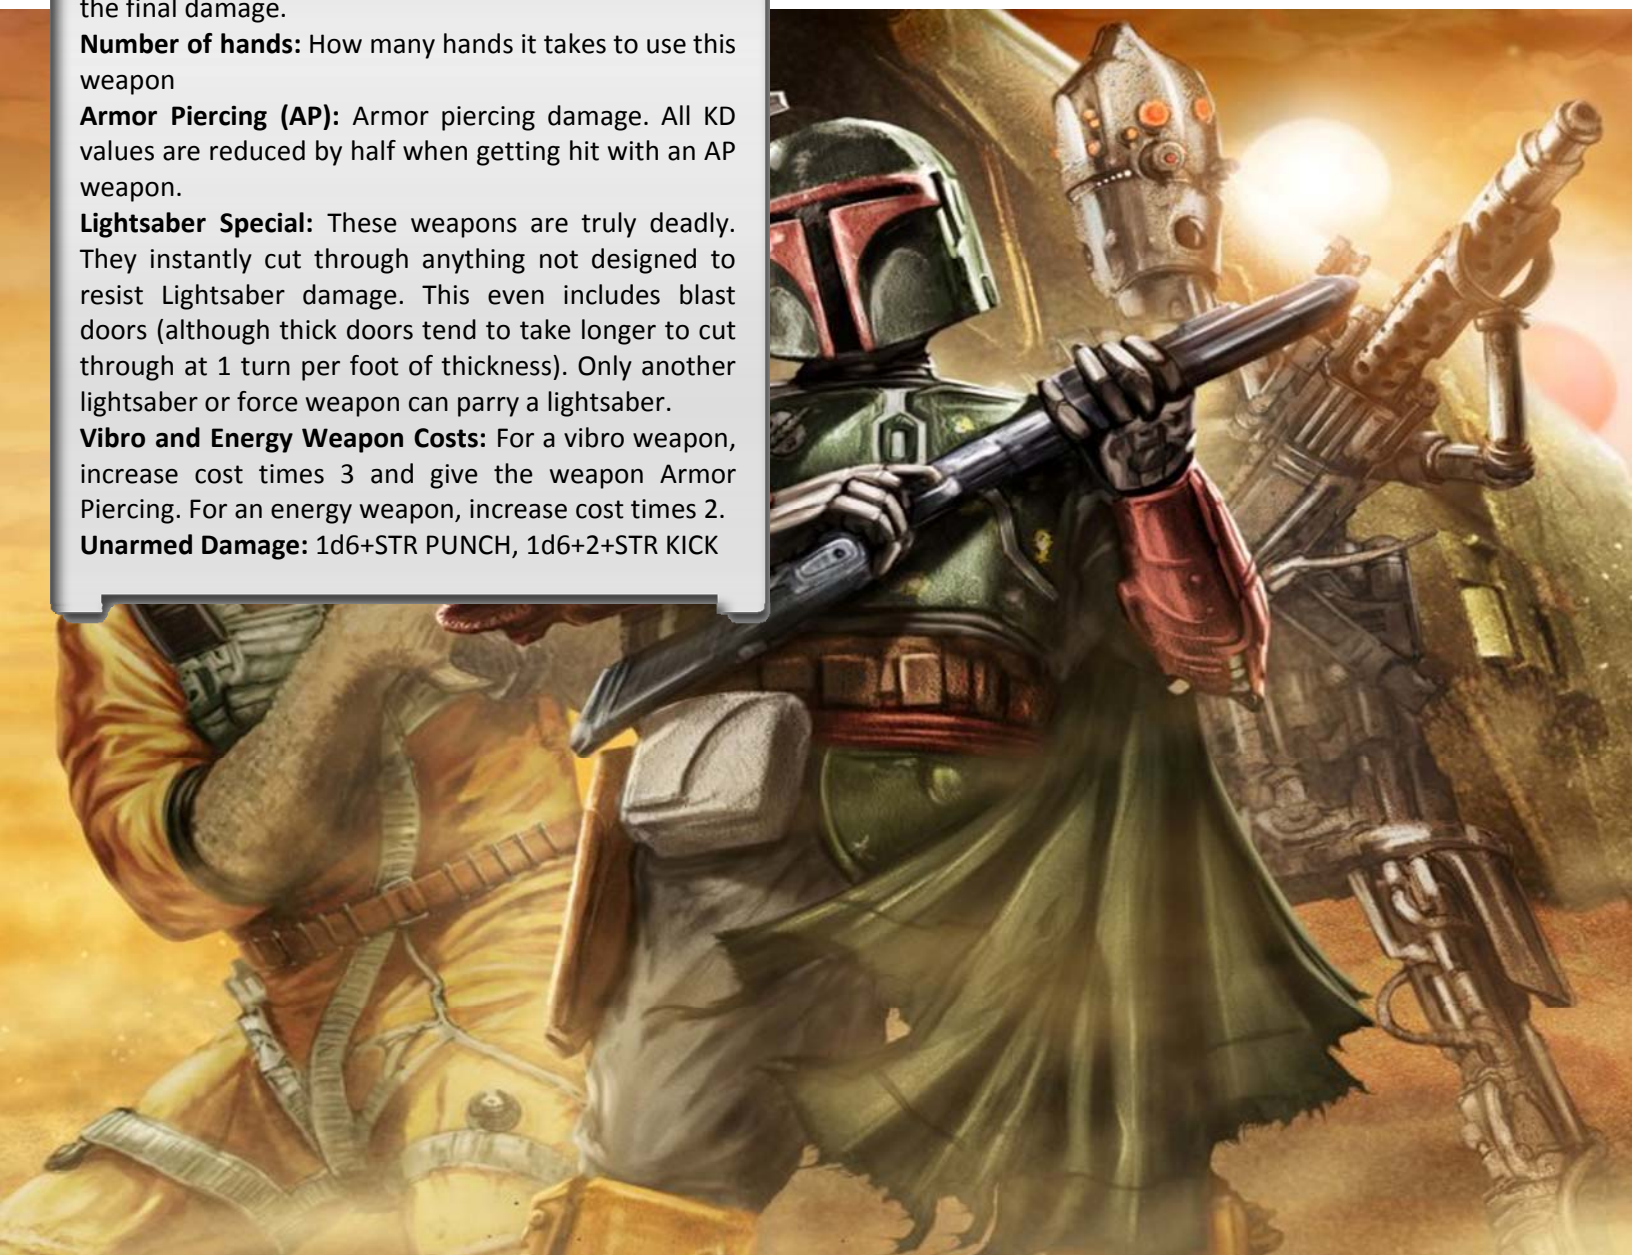 the final damage.
Number of hands: How many hands it takes to use this
weapon
Armor Piercing (AP): Armor piercing damage. All KD
values are reduced by half when getting hit with an AP
weapon.
Lightsaber Special: These weapons are truly deadly.
They instantly cut through anything not designed to
resist Lightsaber damage. This even includes blast
doors (although thick doors tend to take longer to cut
through at 1 turn per foot of thickness). Only another
lightsaber or force weapon can parry a lightsaber.
Vibro and Energy Weapon Costs: For a vibro weapon,
increase cost times 3 and give the weapon Armor
Piercing. For an energy weapon, increase cost times 2.
Unarmed Damage: 1d6+STR PUNCH, 1d6+2+STR KICK